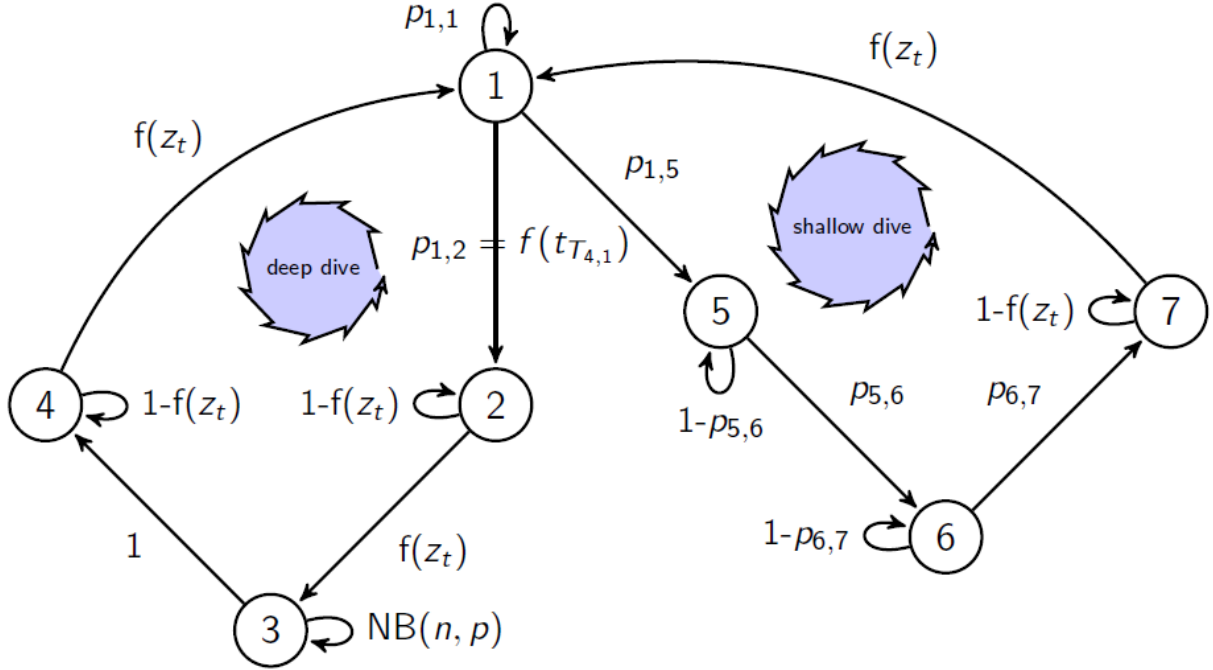 p1,1
1
f(zt)
f(zt)
p1,5
shallow dive
deep dive
p1,2 = f(tT4,1)
5
1-f(zt)
7
4
1-f(zt)
1-f(zt)
2
1-p5,6
p5,6
p6,7
1
f(zt)
1-p6,7
6
3
NB(n, p)